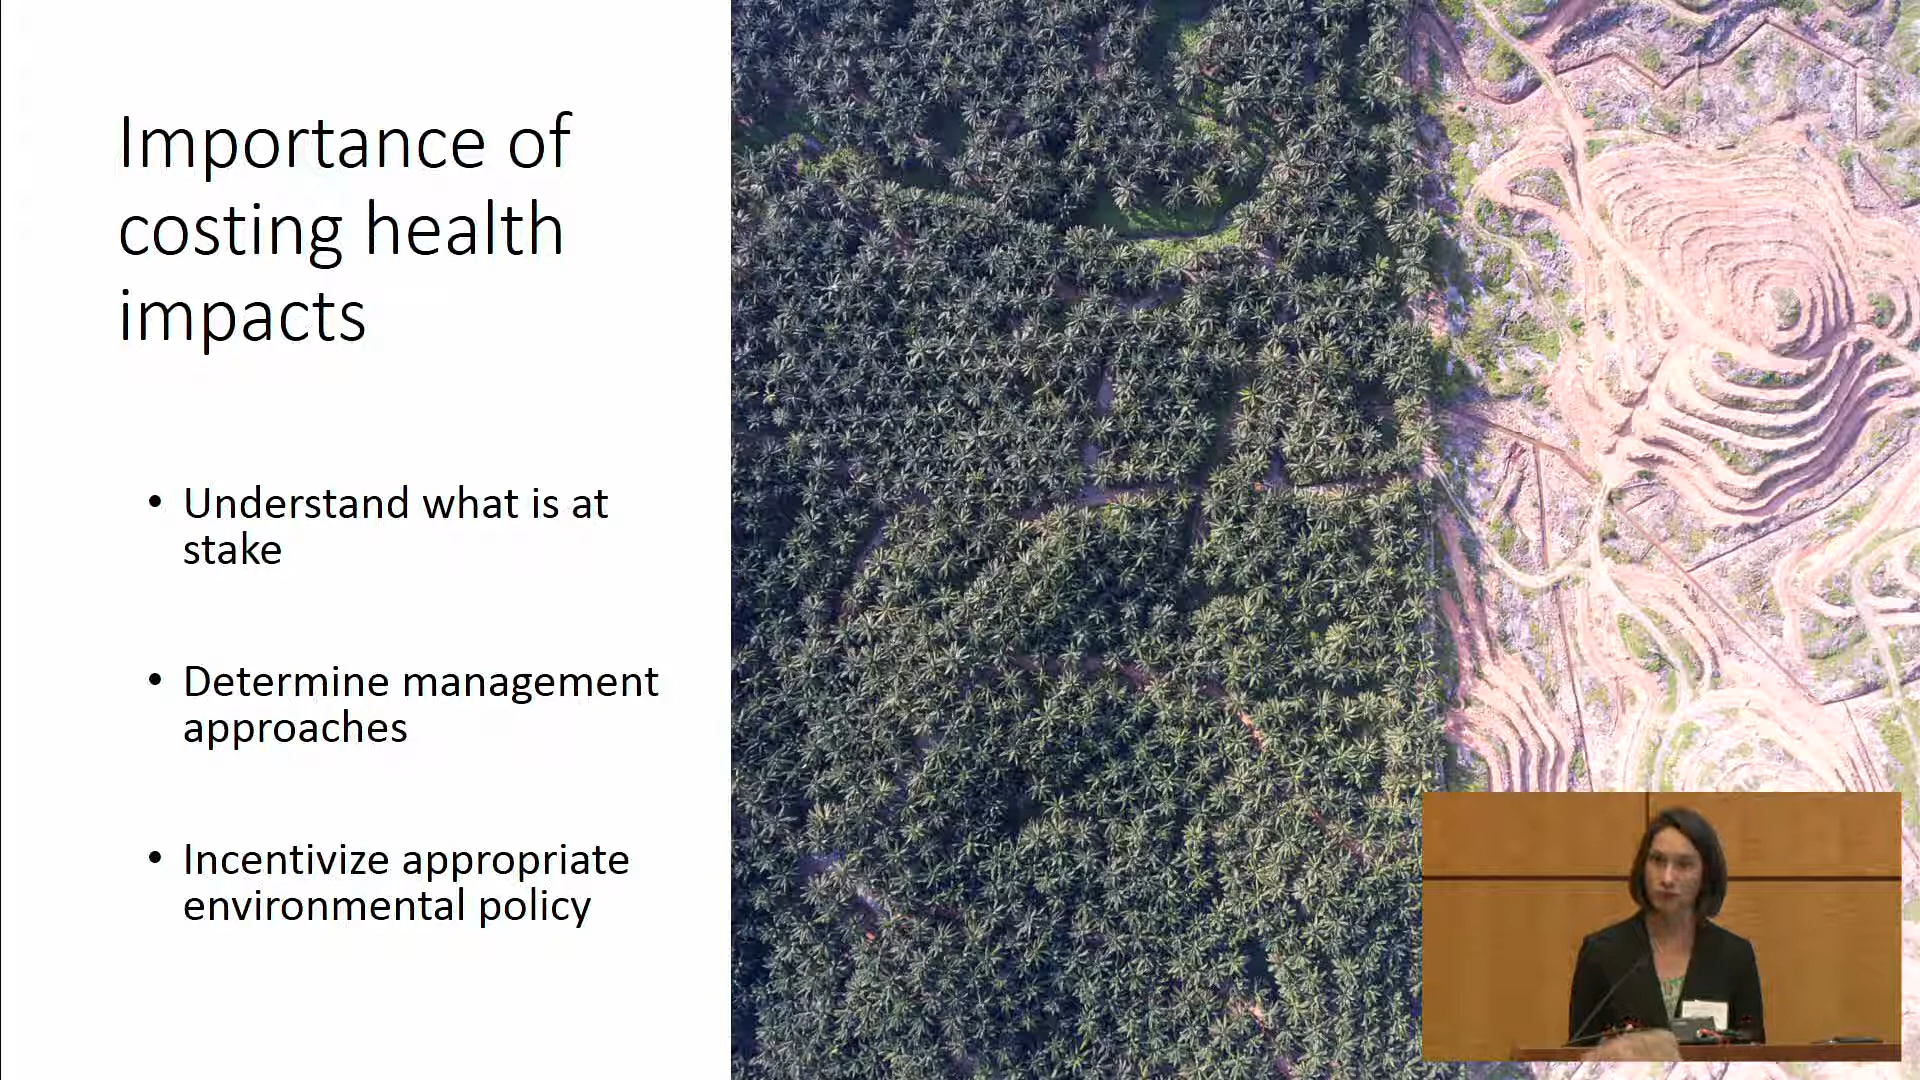 Importance of
costing health
impacts
• Understand what is at
stake
• Determine management
approaches
• Incentivize appropriate
environmental policy